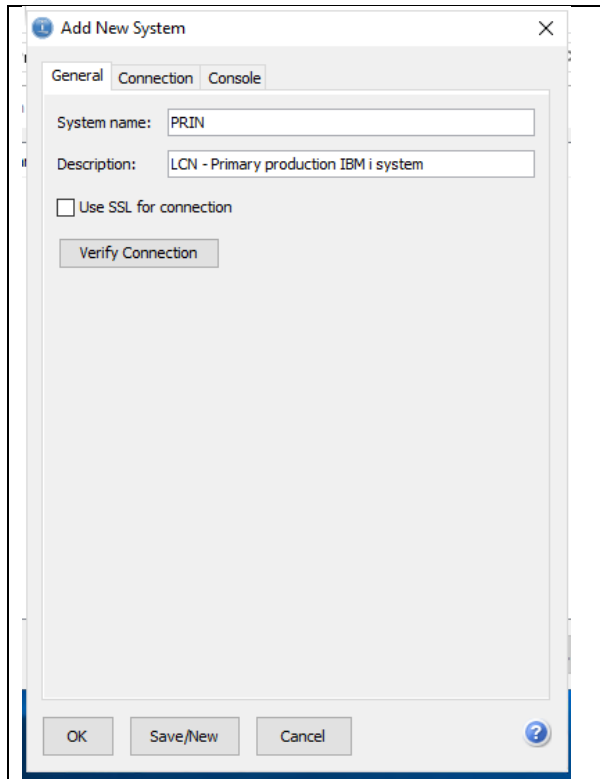 Add New System
General Connection Console
System name: PRIN
Description: LCN - Primary production IBM i system
Use SSL for connection
Verify Connection
OK Save/New Cancel ?